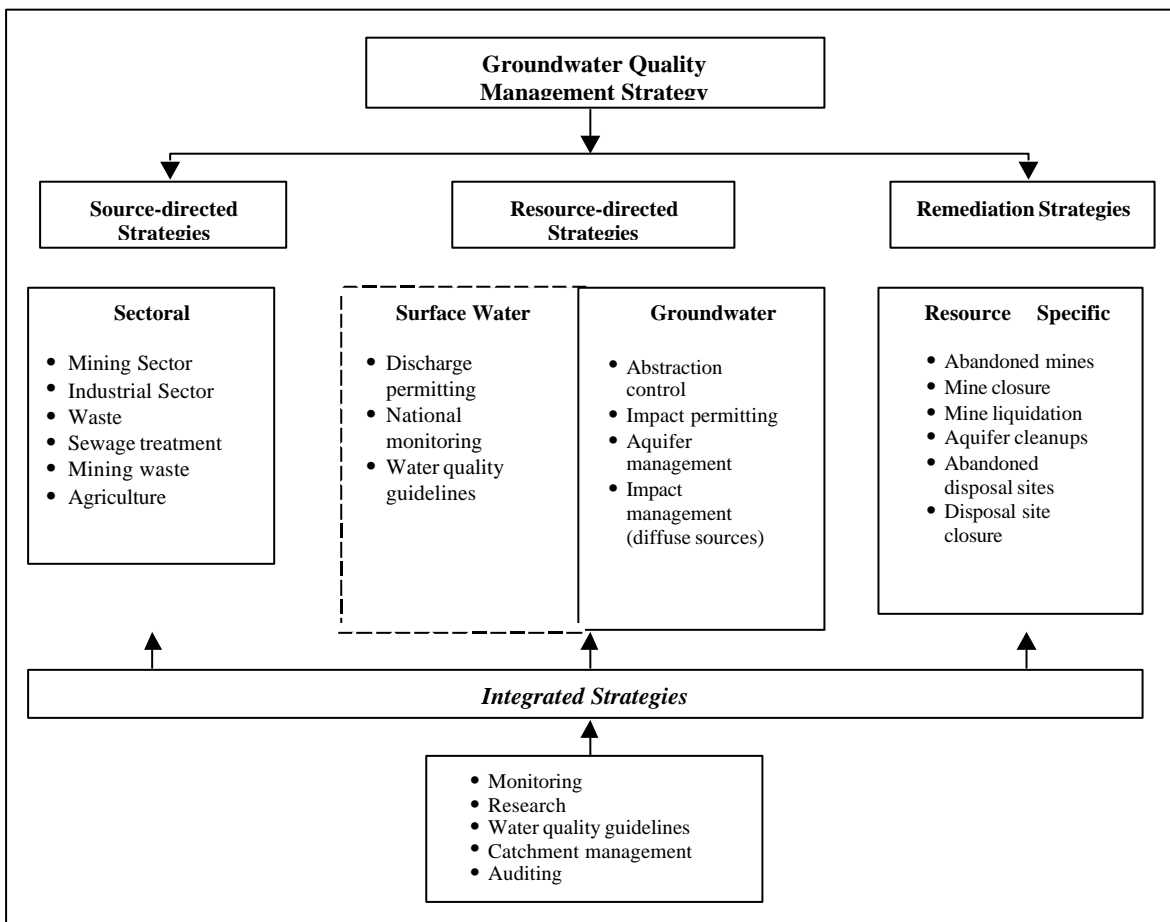 Groundwater Quality
Management Strategy
Source-directed
Strategies
Resource-directed
Strategies
Remediation Strategies
Sectoral
• Mining Sector
• Industrial Sector
• Waste
• Sewage treatment
• Mining waste
• Agriculture
Surface Water
• Discharge
permitting
• National
monitoring
• Water quality
guidelines
Groundwater
• Abstraction
control
• Impact permitting
• Aquifer
management
• Impact
management
(diffuse sources)
Resource Specific
• Abandoned mines
• Mine closure
• Mine liquidation
• Aquifer cleanups
• Abandoned
disposal sites
• Disposal site
closure
Integrated Strategies
• Monitoring
• Research
• Water quality guidelines
• Catchment management
• Auditing